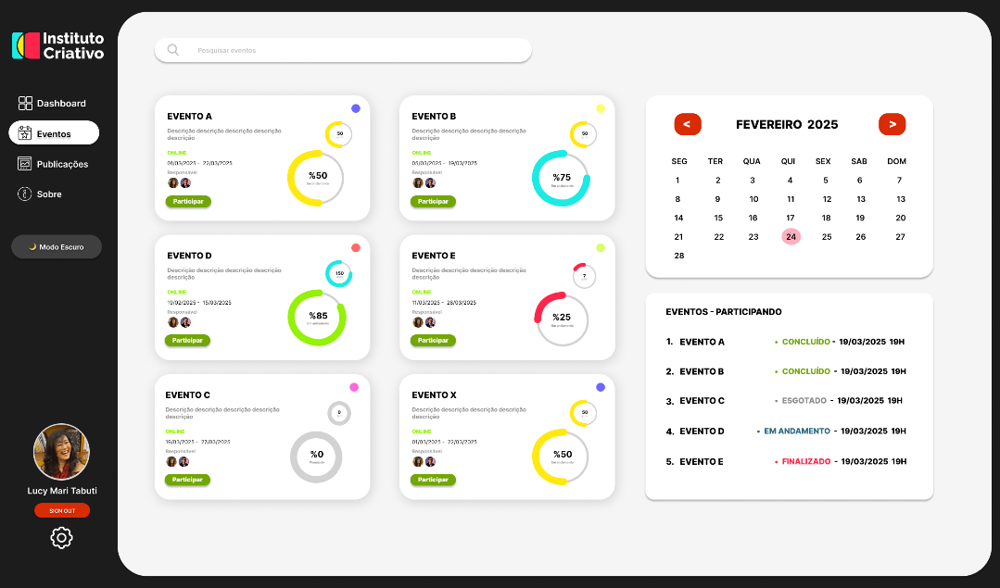 Instituto
Criativo
Dashboard
Eventos
Publicações
Sobre
Modo Escuro
Lucy Mari Tabuti
SIGN OUT
Pesquisar eventos
EVENTO A
Descrição descrição descrição descrição
descrição
ONLINE
01/03/2025 - 22/03/2025
Responsável
Participar
50
%50
Em andamento
EVENTO B
Descrição descrição descrição descrição
descrição
ONLINE
05/03/2025 - 19/03/2025
Responsável
Participar
50
%75
Em andamento
EVENTO D
Descrição descrição descrição descrição
descrição
ONLINE
19/02/2025 - 15/03/2025
Responsável
Participar
150
%85
Em andamento
EVENTO E
Descrição descrição descrição descrição
descrição
ONLINE
11/03/2025 - 28/03/2025
Responsável
Participar
7
%25
Em andamento
EVENTO C
Descrição descrição descrição descrição
descrição
ONLINE
19/03/2025 - 27/03/2025
Responsável
Participar
0
%0
EVENTO X
Descrição descrição descrição descrição
descrição
ONLINE
01/03/2025 - 22/03/2025
Responsável
Participar
50
%50
Em andamento
< FEVEREIRO 2025 >
SEG TER QUA QUI SEX SAB DOM
1 2 3 4 5 6 7
8 9 10 11 12 13 13
14 15 16 17 18 19 20
21 22 23 24 25 26 27
28
EVENTOS - PARTICIPANDO
1. EVENTO A • CONCLUÍDO - 19/03/2025 19H
2. EVENTO B • CONCLUÍDO - 19/03/2025 19H
3. EVENTO C • ESGOTADO - 19/03/2025 19H
4. EVENTO D • EM ANDAMENTO - 19/03/2025 19H
5. EVENTO E • FINALIZADO - 19/03/2025 19H